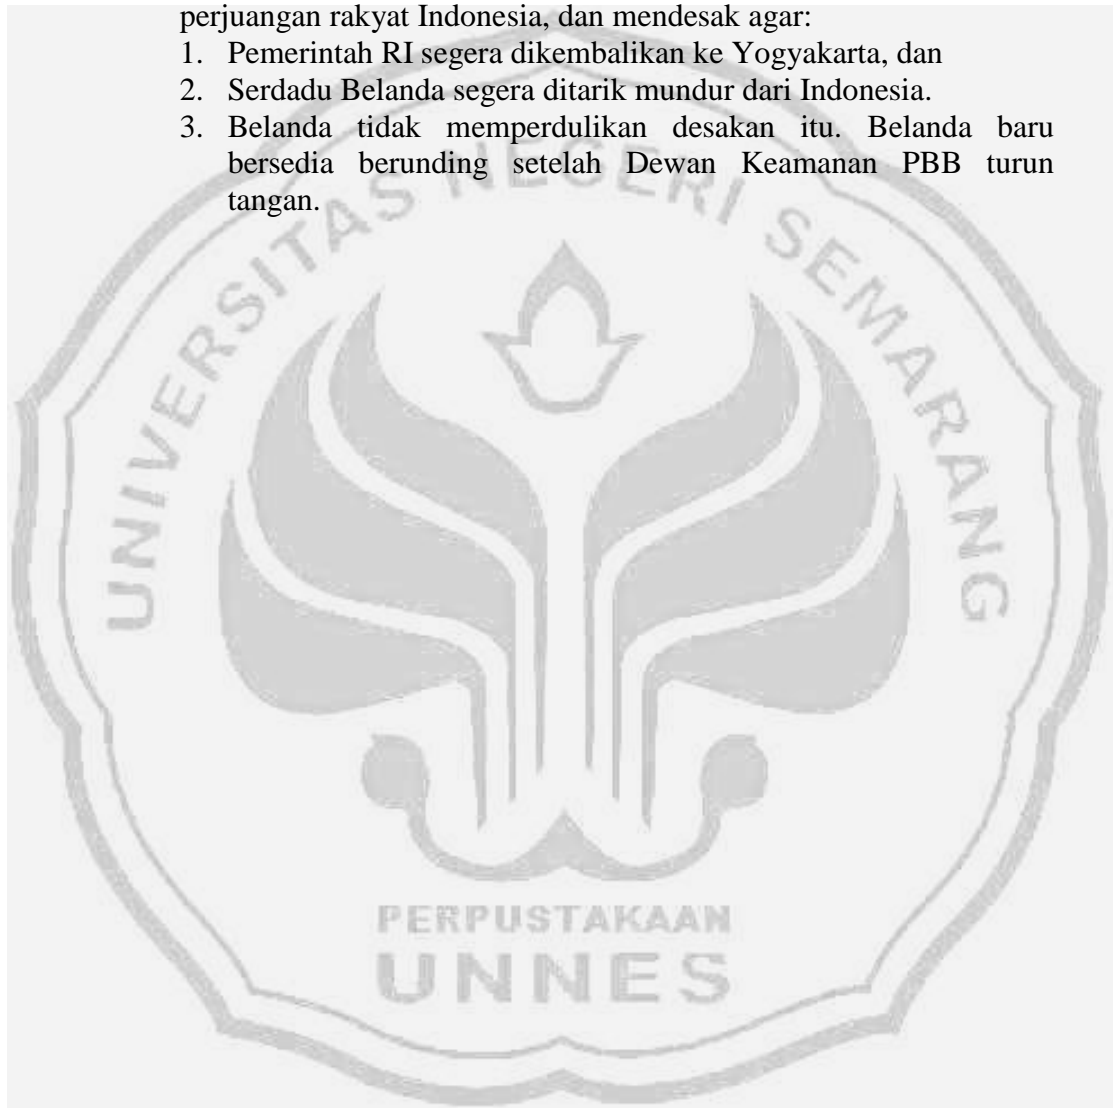 perjuangan rakyat Indonesia, dan mendesak agar:
1. Pemerintah RI segera dikembalikan ke Yogyakarta, dan
2. Serdadu Belanda segera ditarik mundur dari Indonesia.
3. Belanda tidak memperdulikan desakan itu. Belanda baru
bersedia berunding setelah Dewan Keamanan PBB turun
tangan.
UNIVERSITAS NEGERI SEMARANG
PERPUSTAKAAN
UNNES